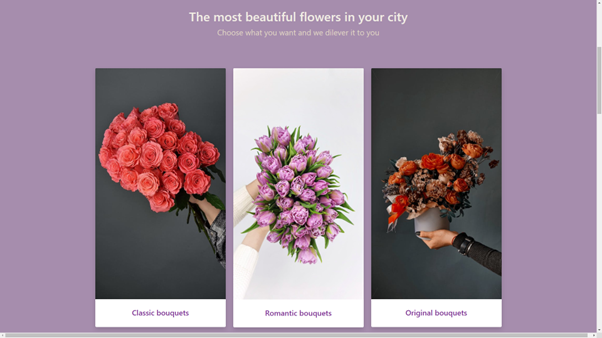 The most beautiful flowers in your city
Choose what you want and we dilever it to you
Classic bouquets
Romantic bouquets
Original bouquets